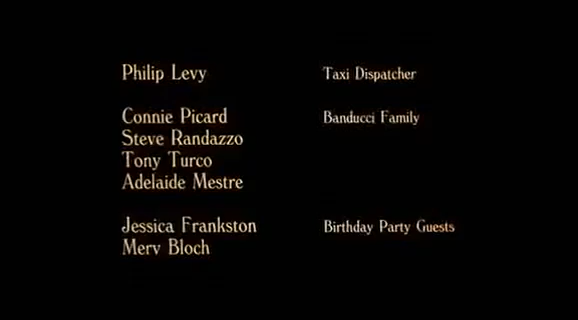 Philip Levy Taxi Dispatcher
Connie Picard Banducci Family
Steve Randazzo
Tony Turco
Adelaide Mestre
Jessica Frankston Birthday Party Guests
Merv Bloch